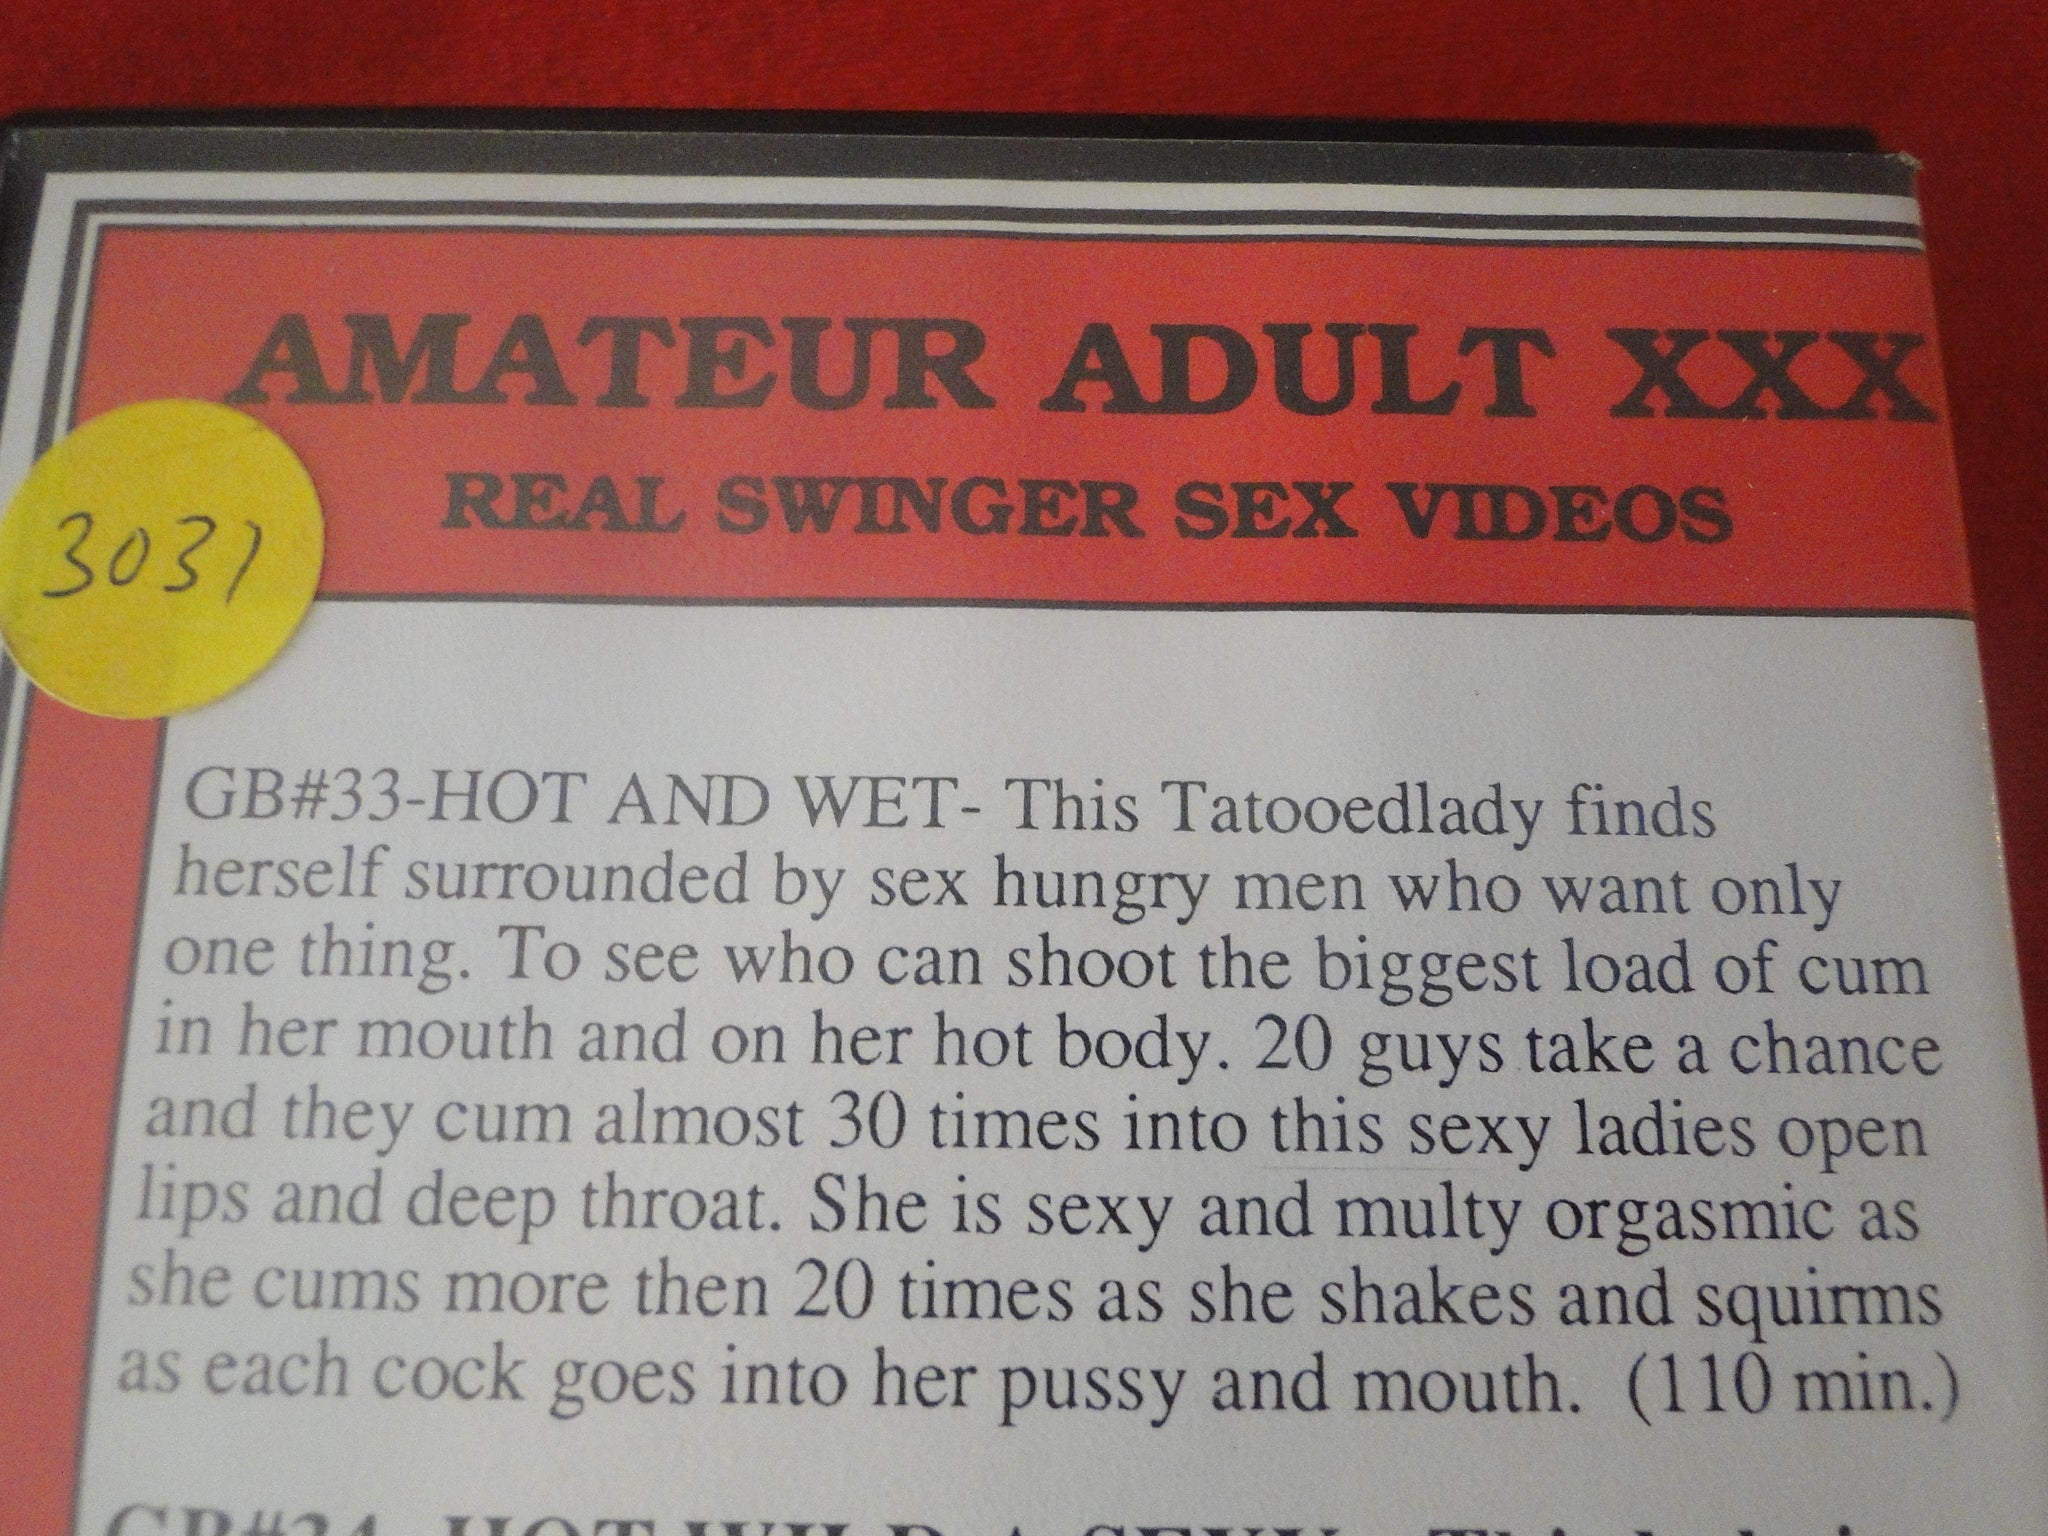 AMATEUR ADULT XXX
REAL SWINGER SEX VIDEOS
3031
GB#33-HOT AND WET- This Tatooedlady finds
herself surrounded by sex hungry men who want only
one thing. To see who can shoot the biggest load of cum
in her mouth and on her hot body. 20 guys take a chance
and they cum almost 30 times into this sexy ladies open
lips and deep throat. She is sexy and multy orgasmic as
she cums more then 20 times as she shakes and squirms
as each cock goes into her pussy and mouth. (110 min.)